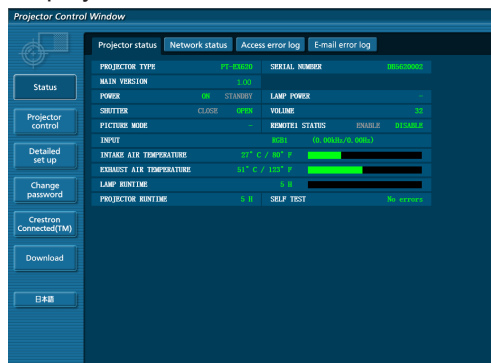 Projector Control Window
Projector status Network status Access error log E-mail error log
PROJECTOR TYPE PT-EX620 SERIAL NUMBER DB5620002
MAIN VERSION 1.00
POWER ON STANDBY LAMP POWER -
SHUTTER CLOSE OPEN VOLUME 32
PICTURE MODE - REMOTE1 STATUS ENABLE DISABLE
INPUT RGB1 (0.00kHz/0.00Hz)
INTAKE AIR TEMPERATURE 27° C / 80° F
EXHAUST AIR TEMPERATURE 51° C / 123° F
LAMP RUNTIME 5 H
PROJECTOR RUNTIME 5 H SELF TEST No errors
Status
Projector
control
Detailed
set up
Change
password
Crestron
Connected(TM)
Download
日本語